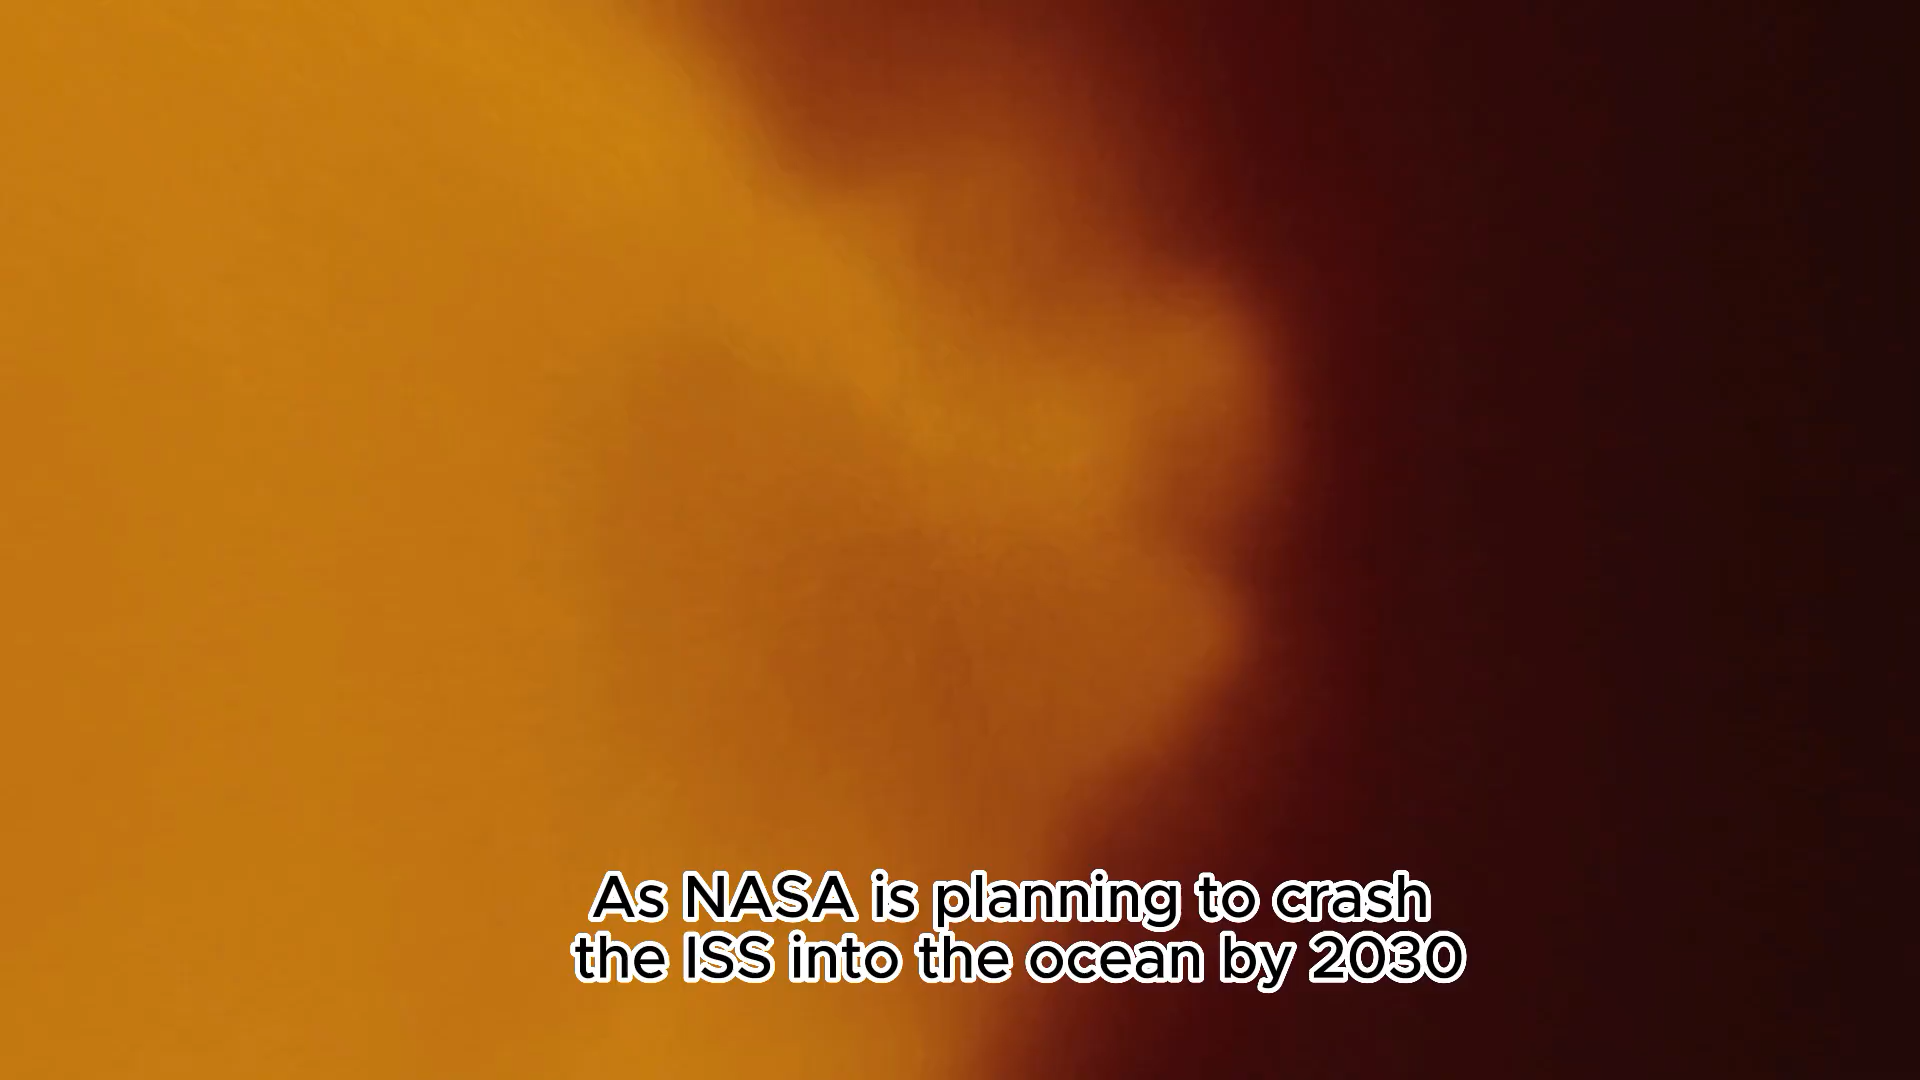 As NASA is planning to crash
the ISS into the ocean by 2030